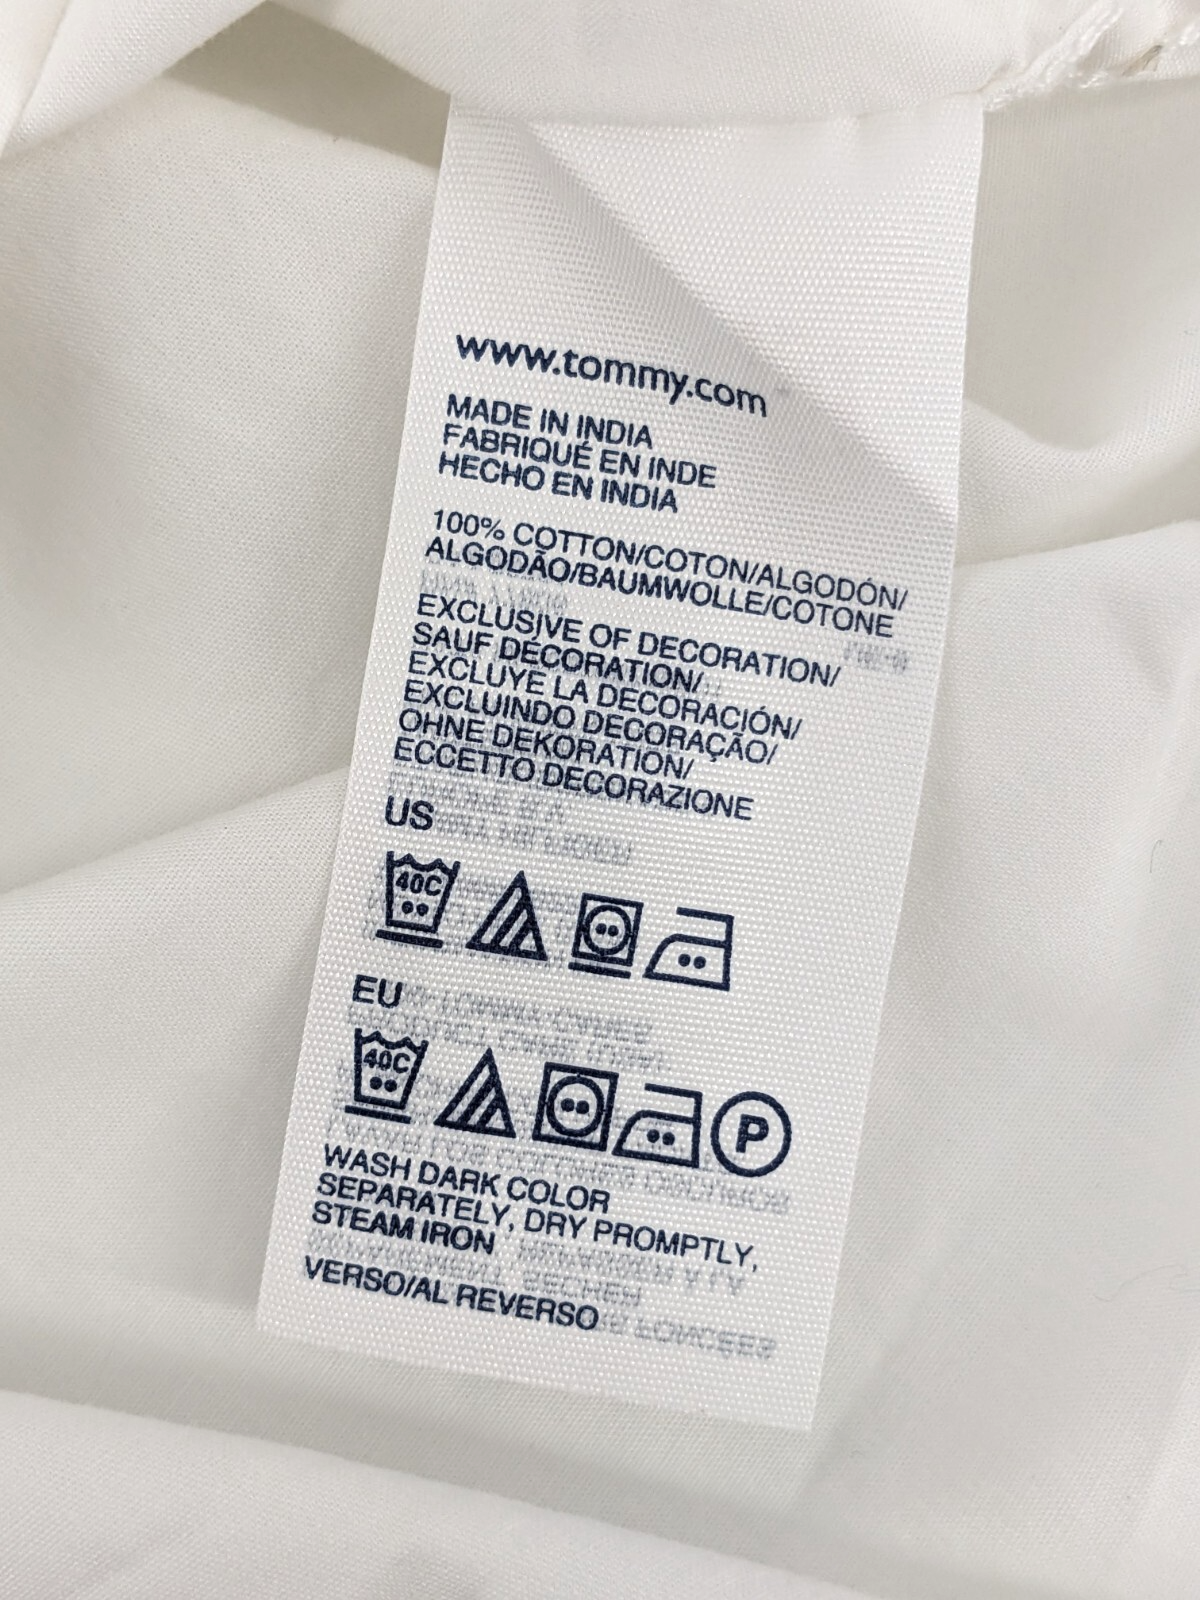 www.tommy.com
MADE IN INDIA
FABRIQUÉ EN INDE
HECHO EN INDIA
100% COTTON/COTON/ALGODÓN/
ALGODÃO/BAUMWOLLE/COTONE
EXCLUSIVE OF DECORATION/
SAUF DÉCORATION/
EXCLUYE LA DECORACIÓN/
EXCLUINDO DECORAÇÃO/
OHNE DEKORATION/
ECCETTO DECORAZIONE
US
40C
EU
40C P
WASH DARK COLOR
SEPARATELY, DRY PROMPTLY,
STEAM IRON
VERSO/AL REVERSO